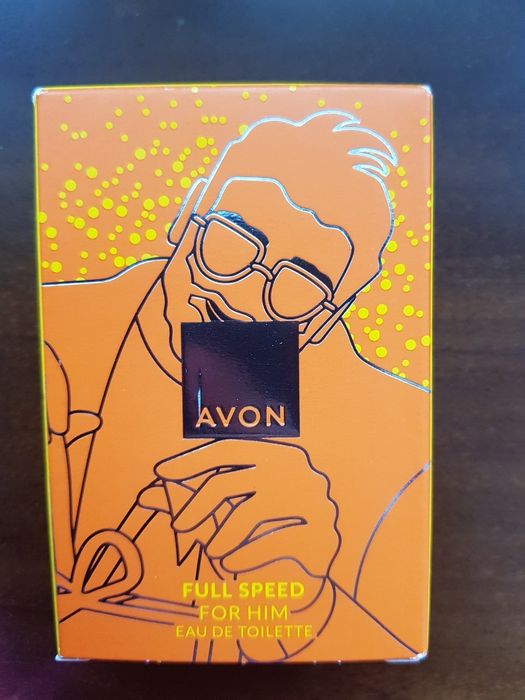 AVON
FULL SPEED
FOR HIM
EAU DE TOILETTE